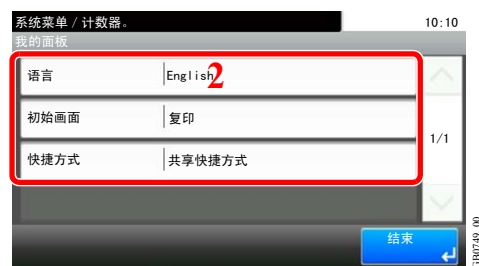 系统菜单 / 计数器。 10:10
我的面板
语言 English 2
初始画面 复印
快捷方式 共享快捷方式
1/1
结束
GB0749_00